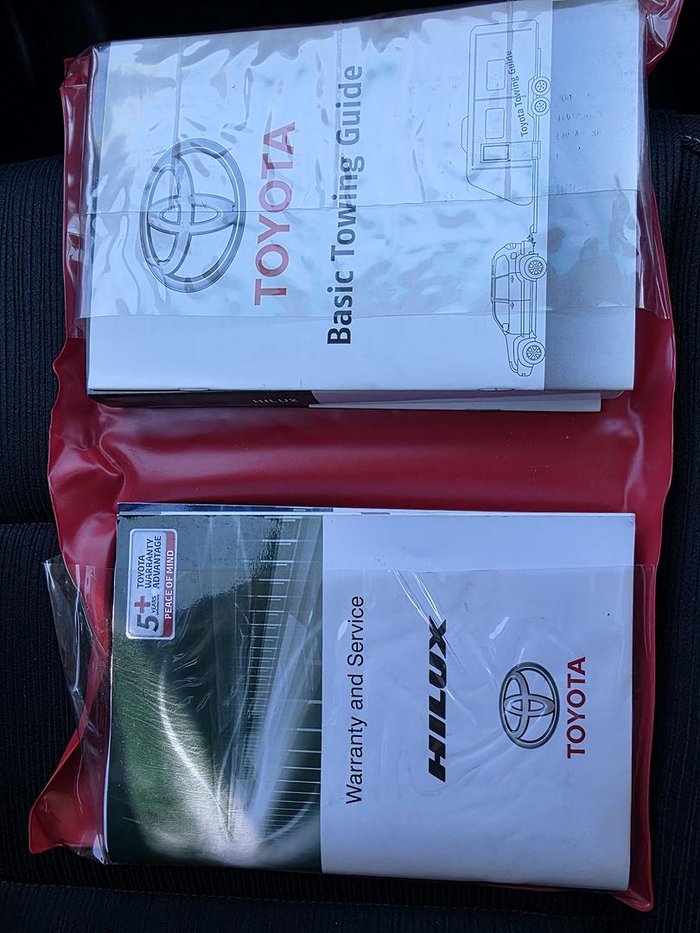 TOYOTA
Basic Towing Guide
Toyota Towing Guide
HILUX
5+
YEARS
TOYOTA
WARRANTY
ADVANTAGE
PEACE OF MIND
Warranty and Service
HILUX
TOYOTA